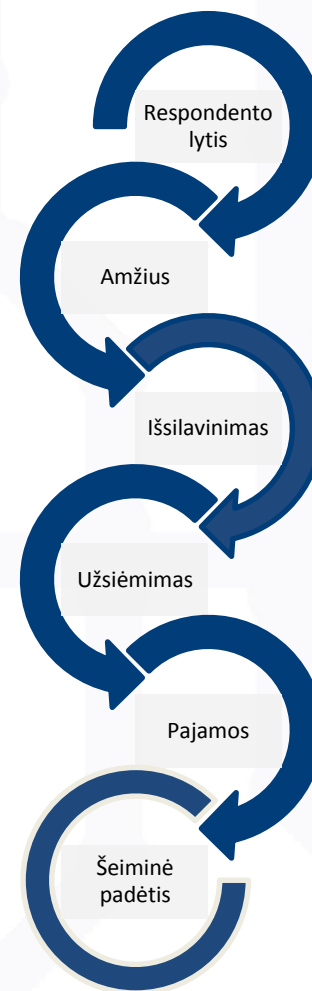 Respondento
lytis
Amžius
Išsilavinimas
Užsiėmimas
Pajamos
Šeiminė
padėtis